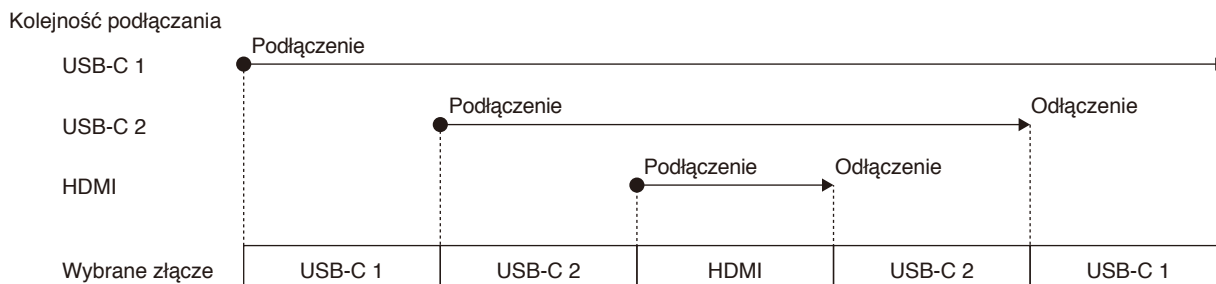 Kolejność podłączania
Podłączenie
USB-C 1
Podłączenie Odłączenie
USB-C 2
Podłączenie Odłączenie
HDMI
Wybrane złącze USB-C 1 USB-C 2 HDMI USB-C 2 USB-C 1